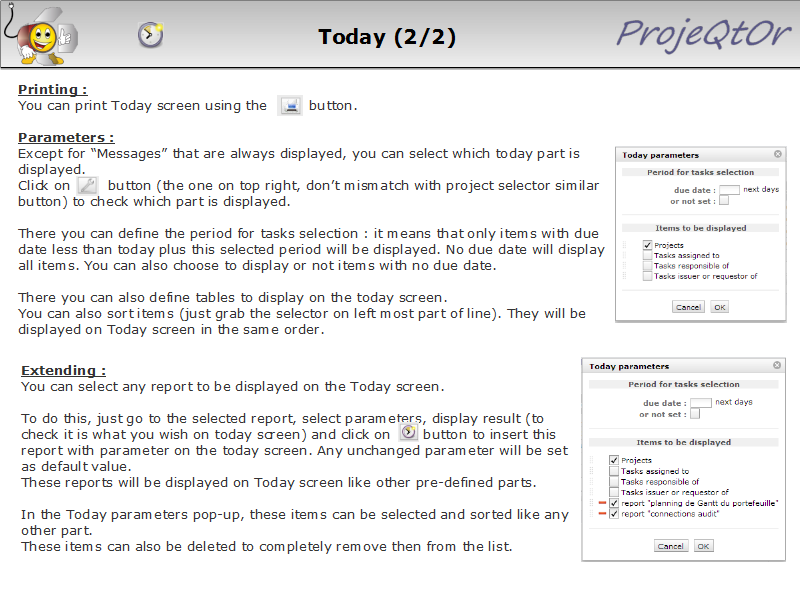 Today (2/2)
ProjeQtOr
Printing :
You can print Today screen using the button.
Parameters :
Except for “Messages” that are always displayed, you can select which today part is
displayed.
Click on button (the one on top right, don’t mismatch with project selector similar
button) to check which part is displayed.
There you can define the period for tasks selection : it means that only items with due
date less than today plus this selected period will be displayed. No due date will display
all items. You can also choose to display or not items with no due date.
There you can also define tables to display on the today screen.
You can also sort items (just grab the selector on left most part of line). They will be
displayed on Today screen in the same order.
Today parameters
Period for tasks selection
due date : next days
or not set :
Items to be displayed
Projects
Tasks assigned to
Tasks responsible of
Tasks issuer or requestor of
Cancel OK
Extending :
You can select any report to be displayed on the Today screen.
To do this, just go to the selected report, select parameters, display result (to
check it is what you wish on today screen) and click on button to insert this
report with parameter on the today screen. Any unchanged parameter will be set
as default value.
These reports will be displayed on Today screen like other pre-defined parts.
In the Today parameters pop-up, these items can be selected and sorted like any
other part.
These items can also be deleted to completely remove then from the list.
Today parameters
Period for tasks selection
due date : next days
or not set :
Items to be displayed
Projects
Tasks assigned to
Tasks responsible of
Tasks issuer or requestor of
report "planning de Gantt du portefeuille"
report "connections audit"
Cancel OK